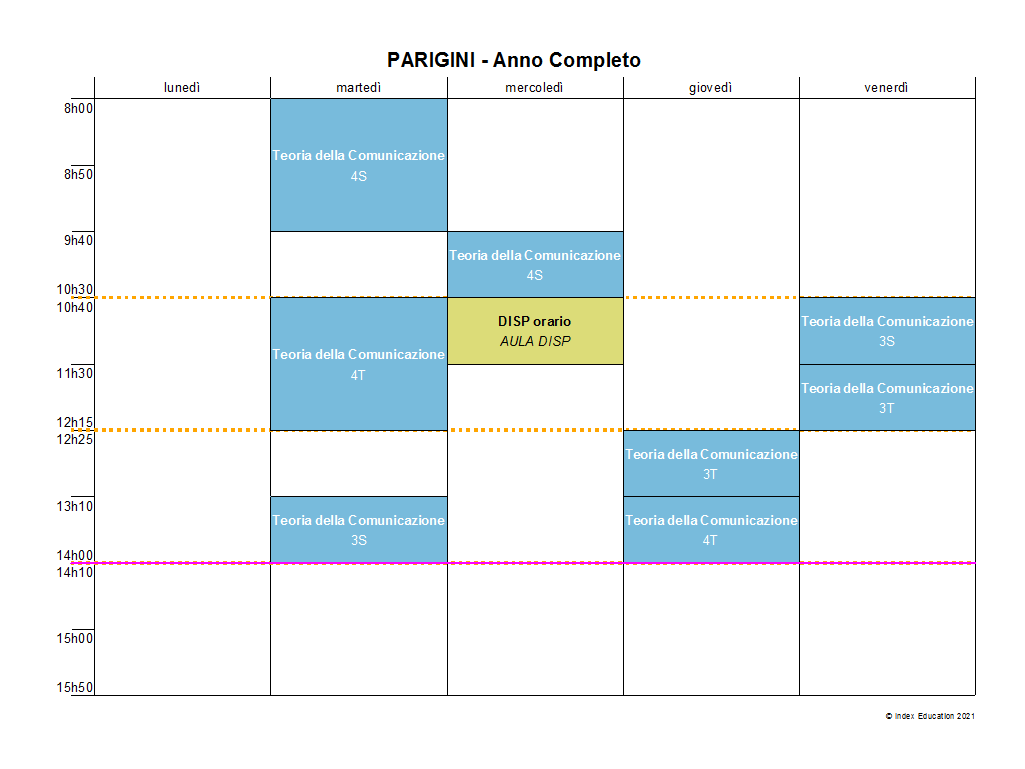 PARIGINI - Anno Completo
lunedì martedì mercoledì giovedì venerdì
8h00
Teoria della Comunicazione
4S
8h50
9h40
Teoria della Comunicazione
4S
10h30
10h40
Teoria della Comunicazione
4T
DISP orario
AULA DISP
Teoria della Comunicazione
3S
11h30
Teoria della Comunicazione
3T
12h15
12h25
Teoria della Comunicazione
3T
13h10
Teoria della Comunicazione
3S
Teoria della Comunicazione
4T
14h00
14h10
15h00
15h50
© Index Education 2021